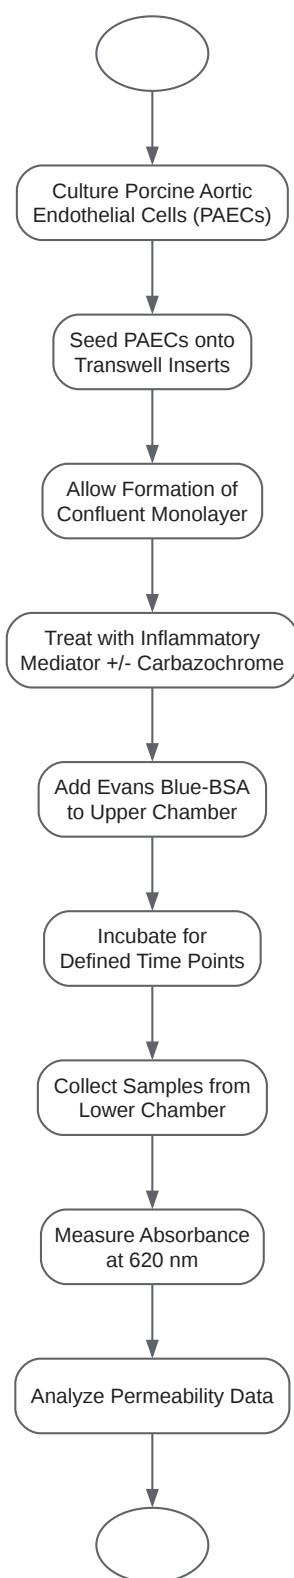 Culture Porcine Aortic
Endothelial Cells (PAECs)
Seed PAECs onto
Transwell Inserts
Allow Formation of
Confluent Monolayer
Treat with Inflammatory
Mediator +/- Carbazochrome
Add Evans Blue-BSA
to Upper Chamber
Incubate for
Defined Time Points
Collect Samples from
Lower Chamber
Measure Absorbance
at 620 nm
Analyze Permeability Data